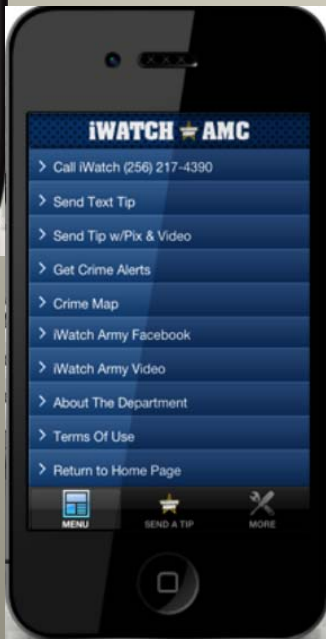 iWATCH AMC
Call iWatch (256) 217-4390
Send Text Tip
Send Tip w/Pix & Video
Get Crime Alerts
Crime Map
iWatch Army Facebook
iWatch Army Video
About The Department
Terms Of Use
Return to Home Page
MENU SEND A TIP MORE